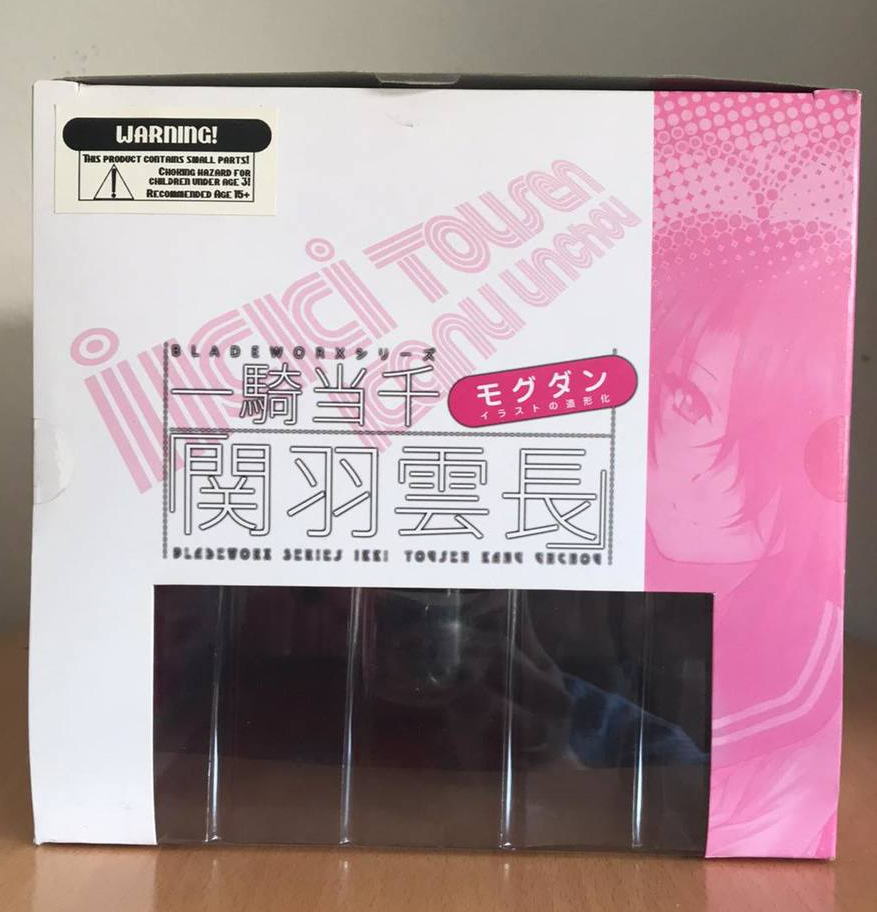 WARNING!
THIS PRODUCT CONTAINS SMALL PARTS!
CHOKING HAZARD FOR
CHILDREN UNDER AGE 3!
RECOMMENDED AGE 15+
iKKi TOUSEN
KANU UNCHOU
BLADEWORXシリーズ
一騎当千
モグダン
イラストの造形化
「関羽雲長」
BLADEWORX SERIES IKKI TOUSEN KANU UNCHOU